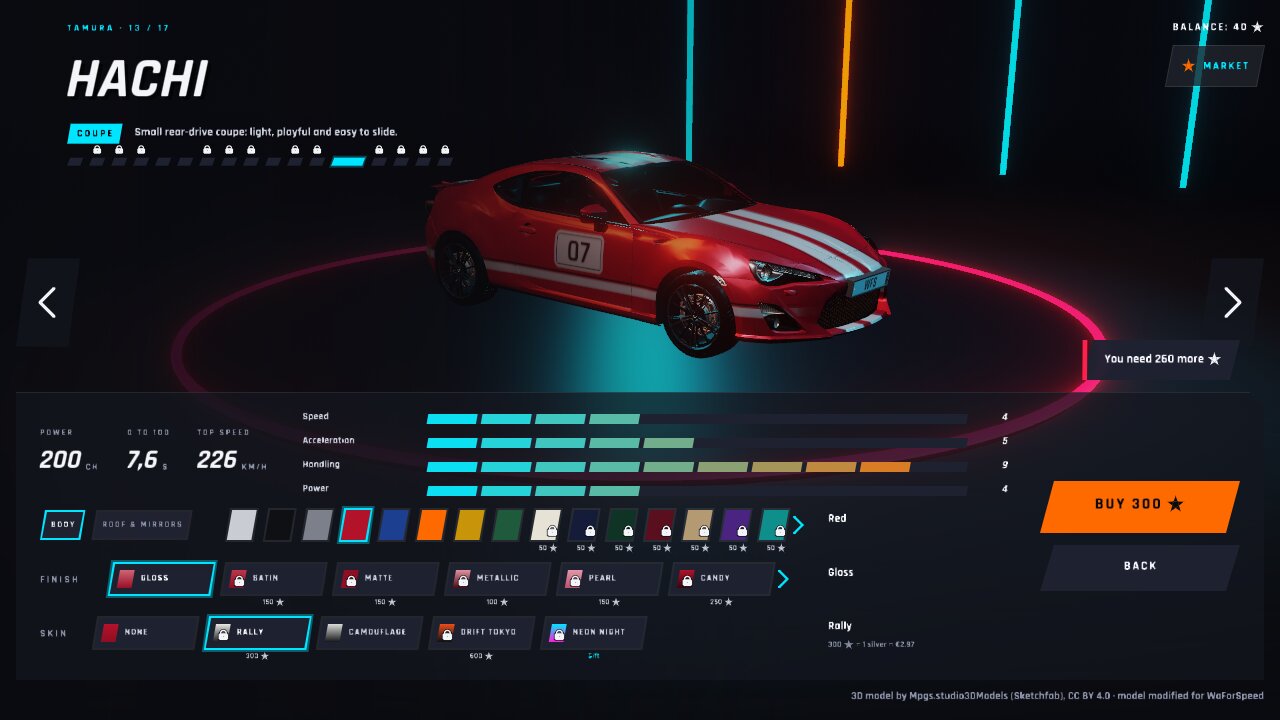 TAMURA · 13 / 17
BALANCE: 40 ★
★ MARKET
HACHI
COUPE Small rear-drive coupe: light, playful and easy to slide.
07
WFS
You need 260 more ★
POWER 0 TO 100 TOP SPEED
200 CH 7,6 S 226 KM/H
Speed 4
Acceleration 5
Handling 9
Power 4
BUY 300 ★
BACK
BODY ROOF & MIRRORS
50 ★ 50 ★ 50 ★ 50 ★ 50 ★ 50 ★ 50 ★
Red
FINISH GLOSS SATIN MATTE METALLIC PEARL CANDY
150 ★ 150 ★ 100 ★ 150 ★ 250 ★
Gloss
SKIN NONE RALLY CAMOUFLAGE DRIFT TOKYO NEON NIGHT
300 ★ 600 ★ Gift
Rally
300 ★ = 1 silver = €2.97
3D model by Mpgs.studio3DModels (Sketchfab), CC BY 4.0 · model modified for WaForSpeed